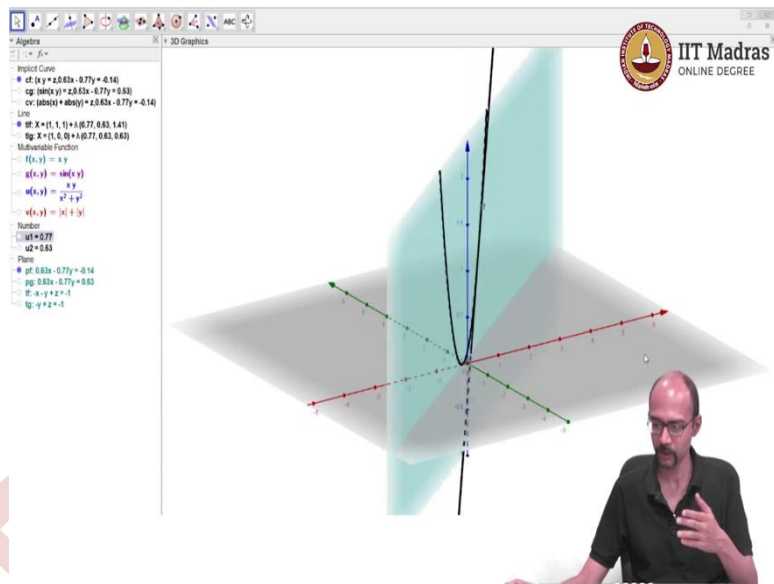 ABC
Algebra
3D Graphics
IIT Madras
ONLINE DEGREE
Implicit Curve
cf: (x y = z,0.63x - 0.77y = -0.14)
cg: (sin(x y) = z,0.63x - 0.77y = 0.63)
cv: (abs(x) + abs(y) = z,0.63x - 0.77y = -0.14)
Line
tlf: X = (1, 1, 1) + λ (0.77, 0.63, 1.41)
tlg: X = (1, 0, 0) + λ (0.77, 0.63, 0.63)
Multivariable Function
f(x,y) = x y
g(x,y) = sin(x y)
u(x,y) = x y / x² + y²
v(x,y) = |x| + |y|
Number
u1 = 0.77
u2 = 0.63
Plane
pf: 0.63x - 0.77y = -0.14
pg: 0.63x - 0.77y = 0.63
tf: -x - y + z = -1
tg: -y + z = -1